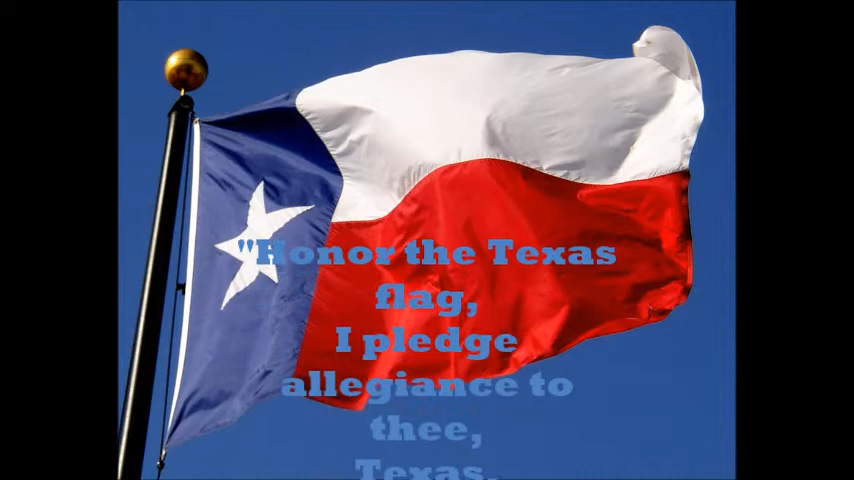 "Honor the Texas
flag,
I pledge
allegiance to
thee,
Texas,